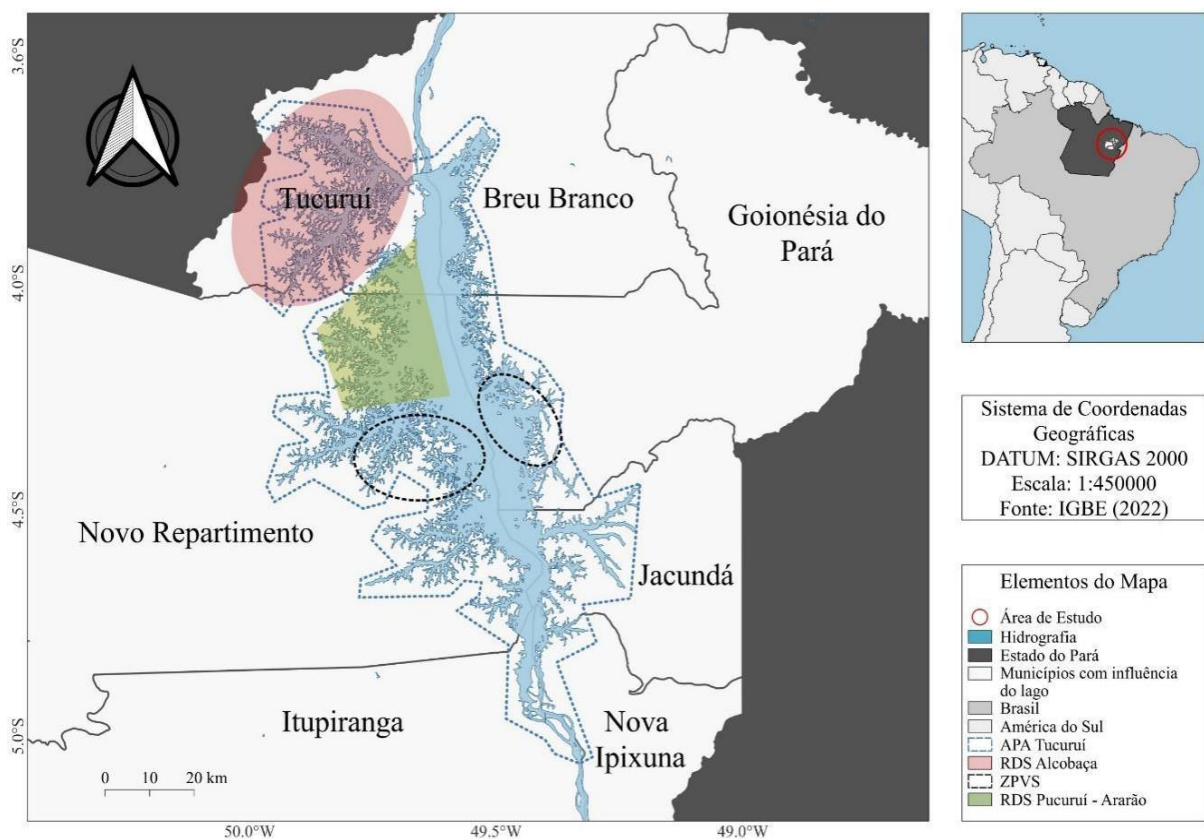 3.6°S
4.0°S
4.5°S
5.0°S
Tucuruí
Breu Branco
Goionésia do
Pará
Novo Repartimento
Jacundá
Itupiranga
Nova
Ipixuna
0 10 20 km
50.0°W
49.5°W
49.0°W
Sistema de Coordenadas
Geográficas
DATUM: SIRGAS 2000
Escala: 1:450000
Fonte: IGBE (2022)
Elementos do Mapa
Área de Estudo
Hidrografia
Estado do Pará
Municípios com influência
do lago
Brasil
América do Sul
APA Tucuruí
RDS Alcobaça
ZPVS
RDS Pucuruí - Ararão